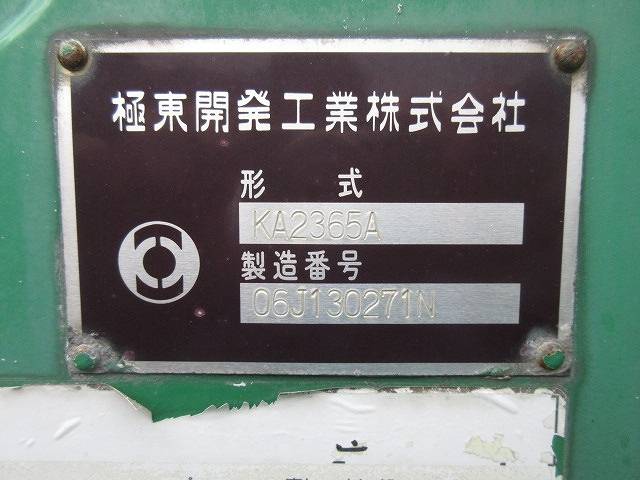 極東開発工業株式会社
形 式
KA2365A
製造番号
06J130271N